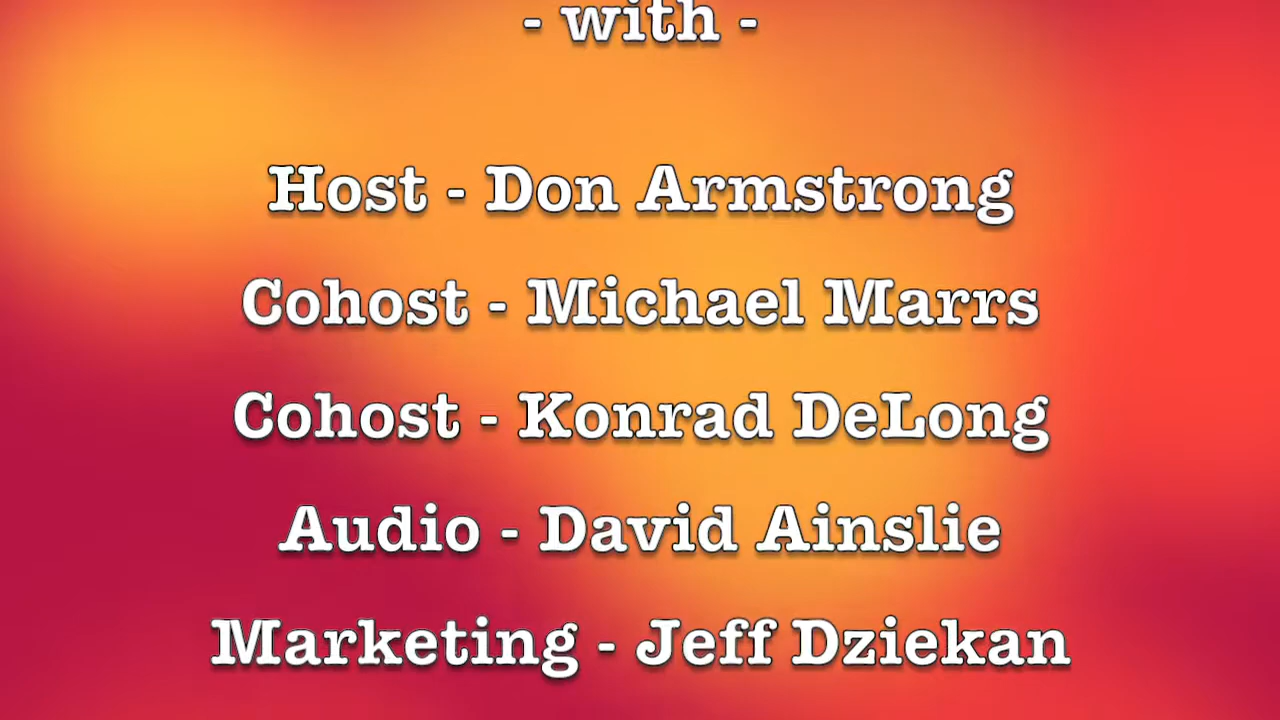 - with -
Host - Don Armstrong
Cohost - Michael Marrs
Cohost - Konrad DeLong
Audio - David Ainslie
Marketing - Jeff Dziekan